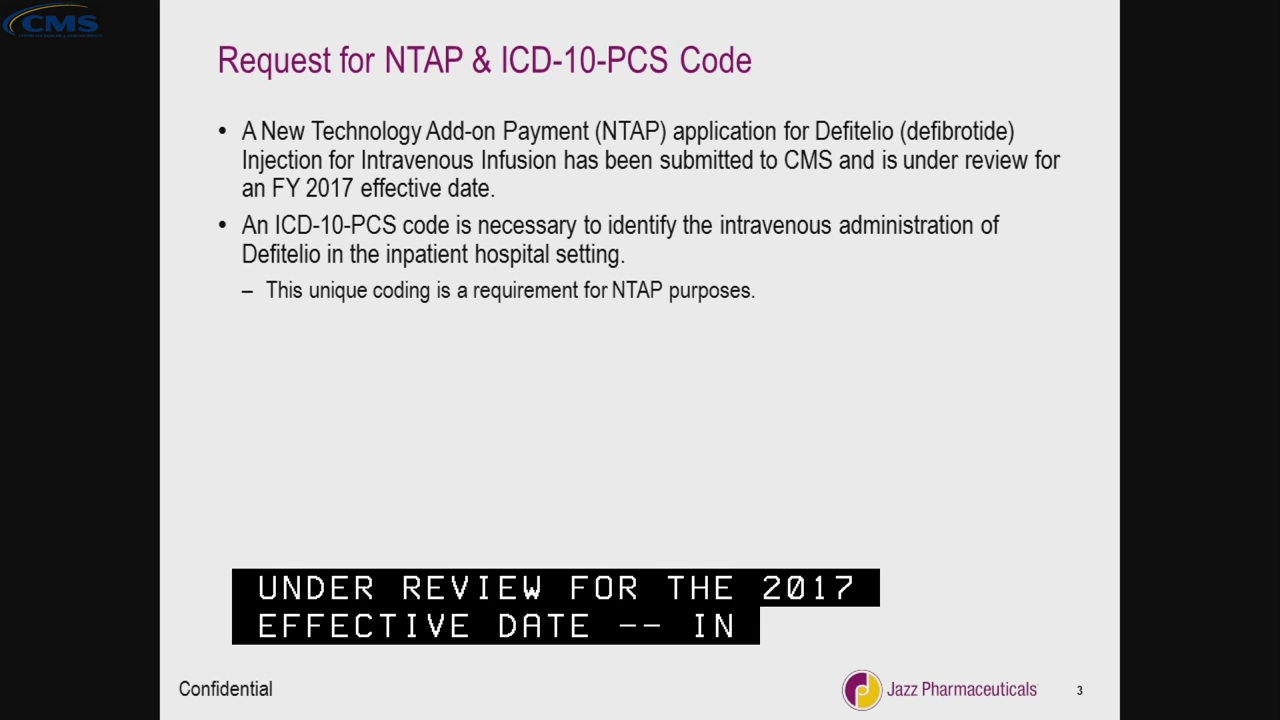 CMS
Request for NTAP & ICD-10-PCS Code
• A New Technology Add-on Payment (NTAP) application for Defitelio (defibrotide)
Injection for Intravenous Infusion has been submitted to CMS and is under review for
an FY 2017 effective date.
• An ICD-10-PCS code is necessary to identify the intravenous administration of
Defitelio in the inpatient hospital setting.
– This unique coding is a requirement for NTAP purposes.
UNDER REVIEW FOR THE 2017
EFFECTIVE DATE -- IN
Confidential
Jazz Pharmaceuticals
3